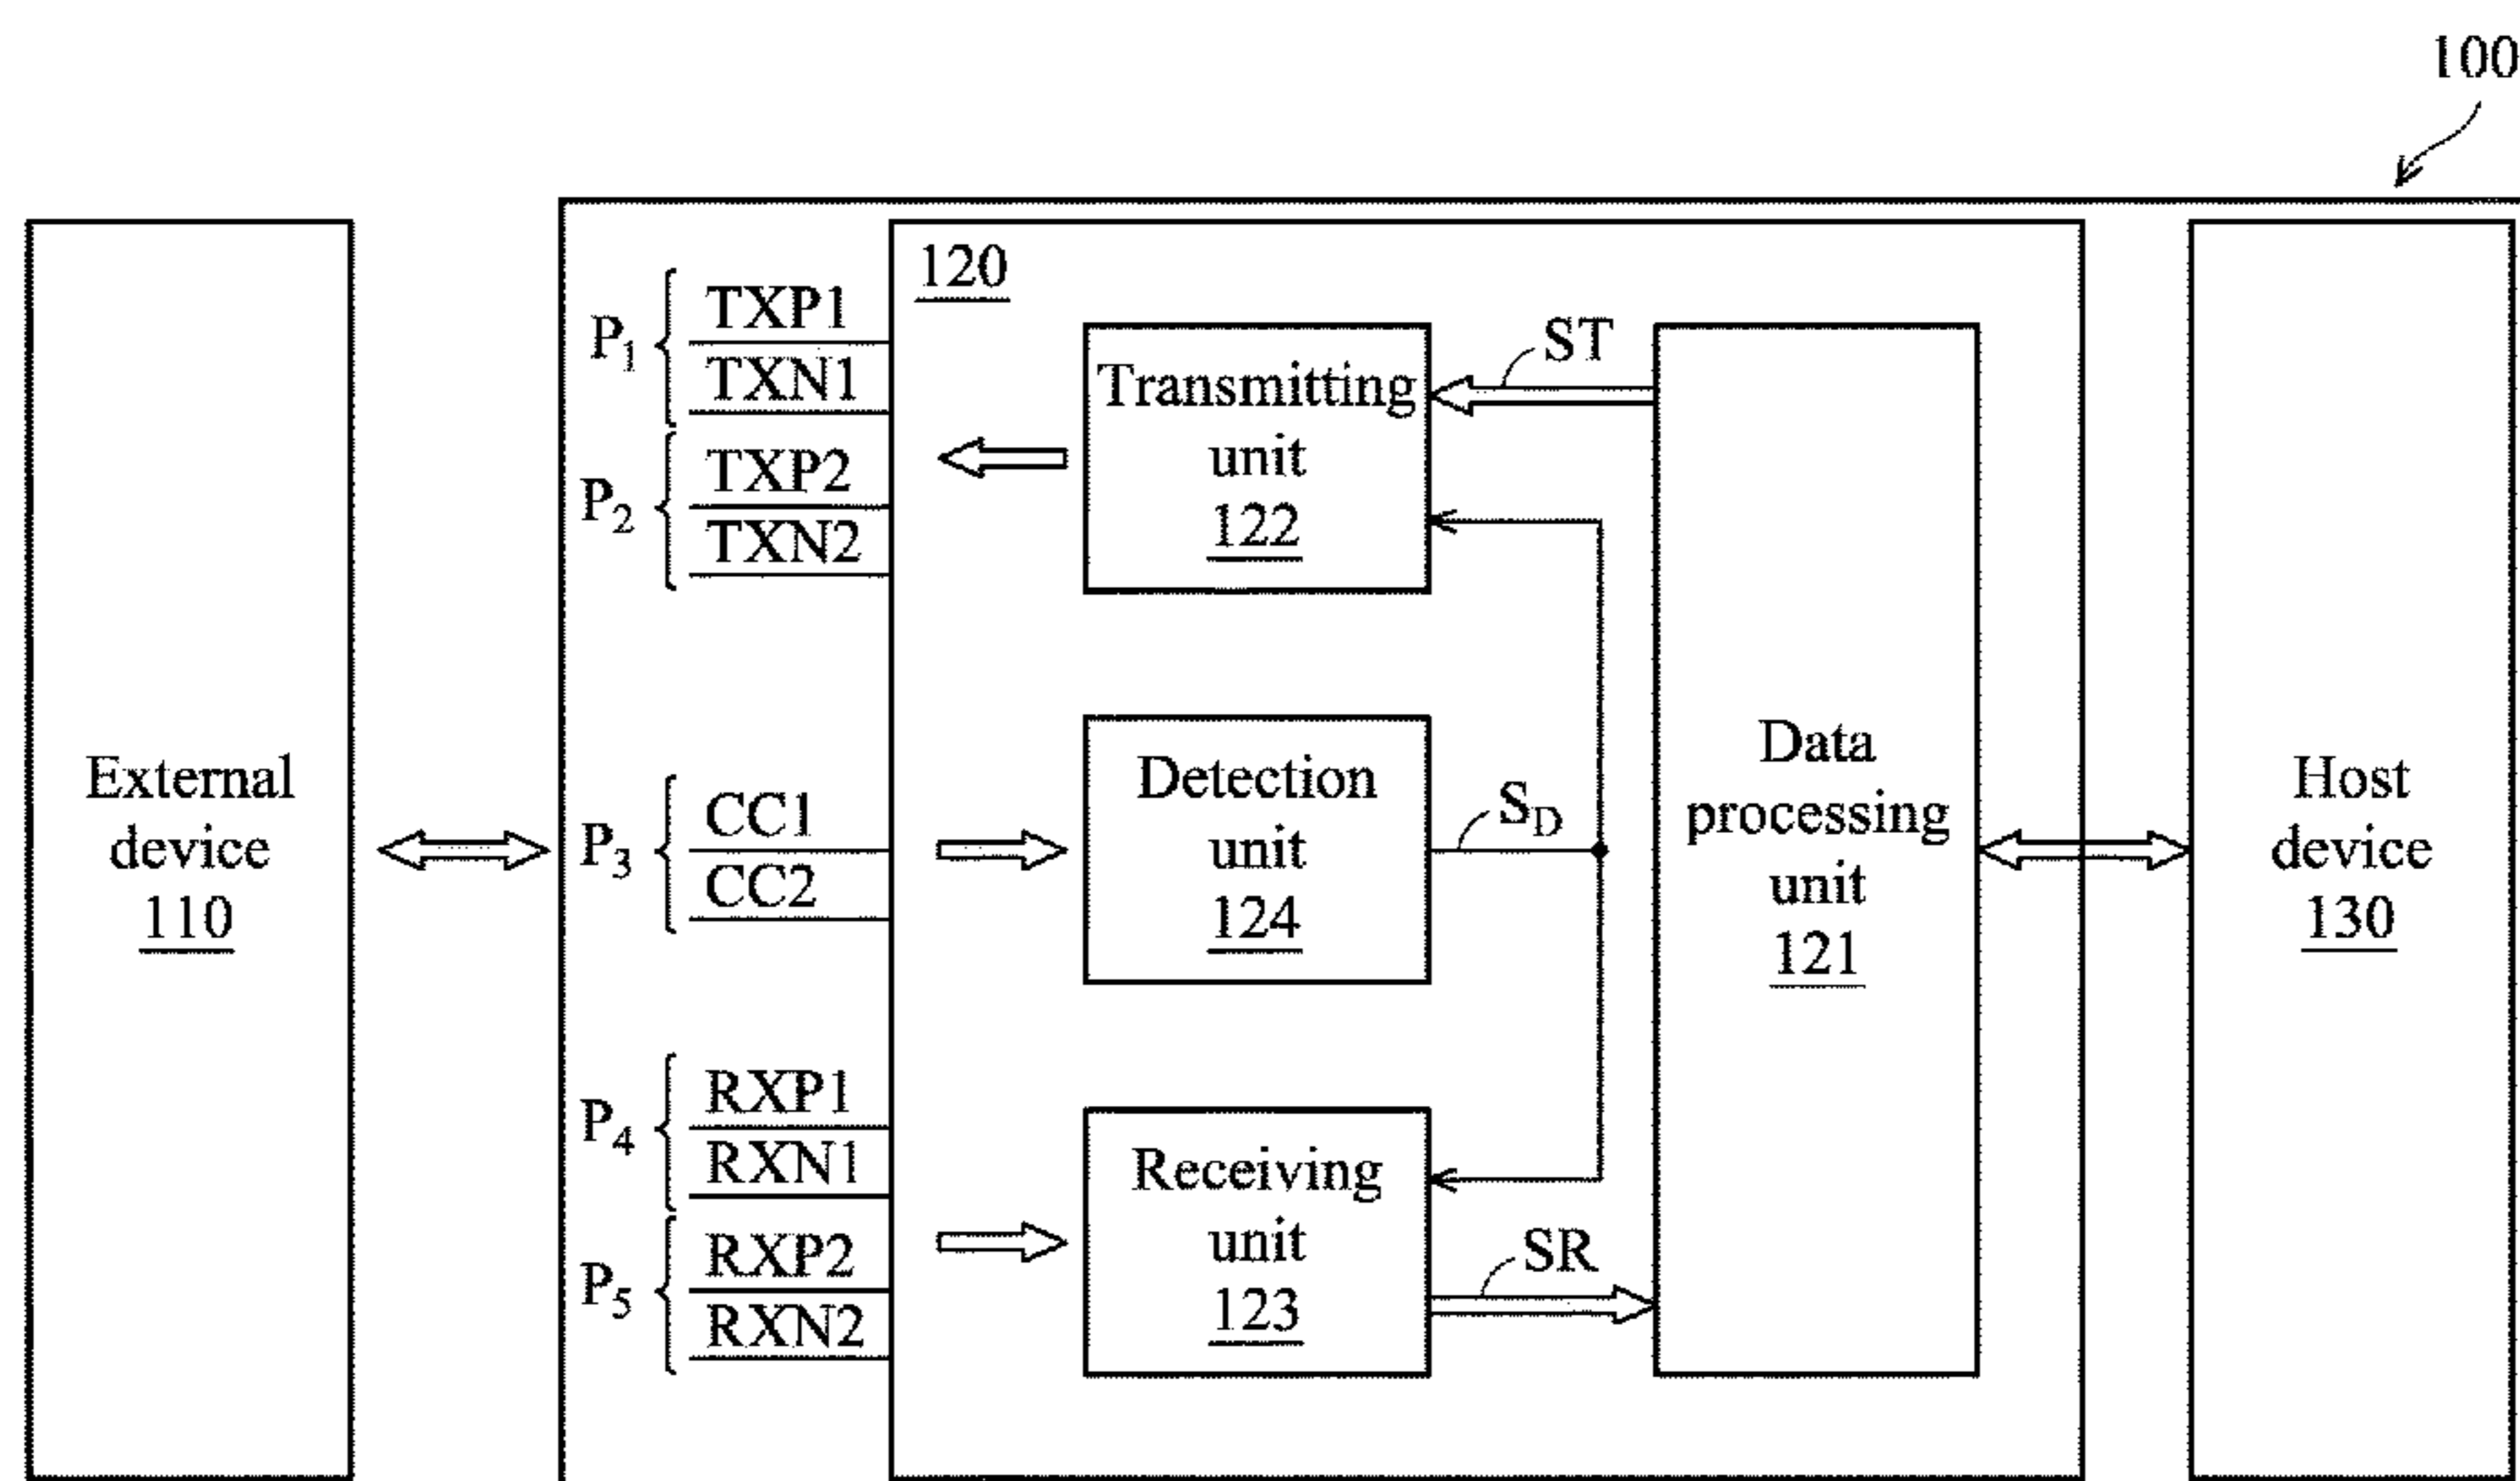 100
External
device
110
P1
TXP1
TXN1
P2
TXP2
TXN2
P3
CC1
CC2
P4
RXP1
RXN1
P5
RXP2
RXN2
120
Transmitting
unit
122
ST
Detection
unit
124
SD
Receiving
unit
123
SR
Data
processing
unit
121
Host
device
130